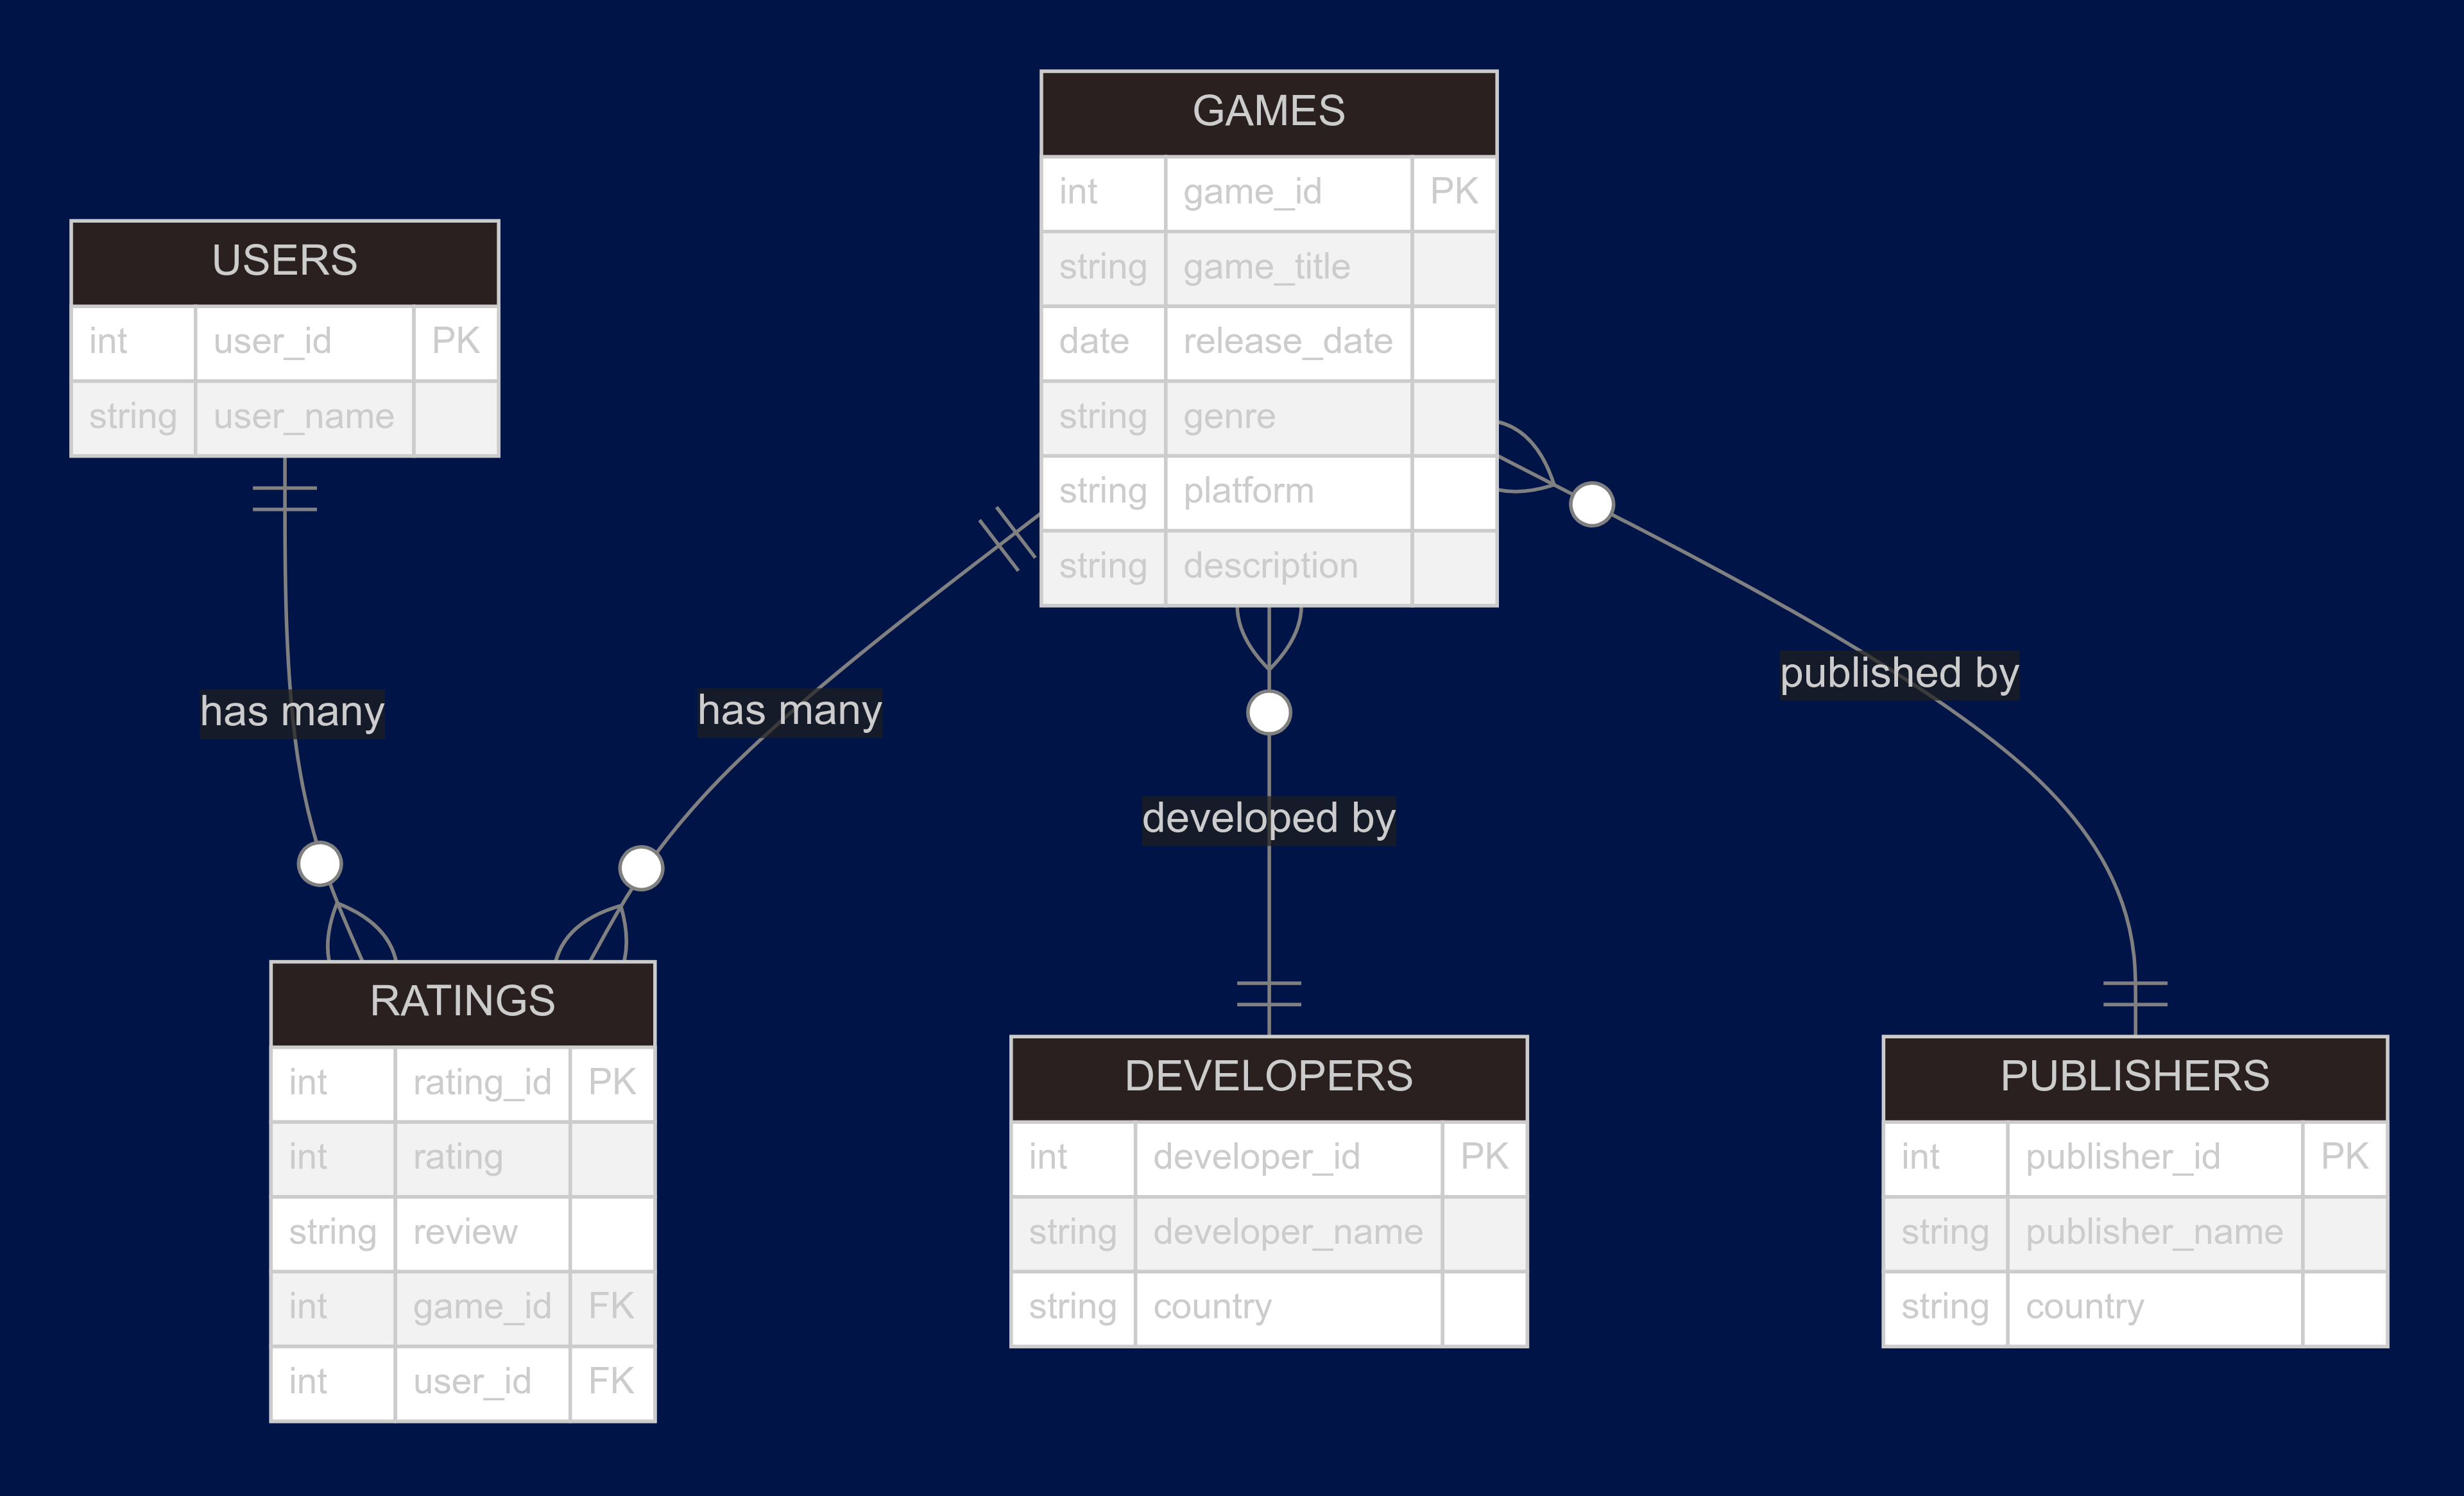 GAMES
int game_id PK
string game_title
date release_date
string genre
string platform
string description
USERS
int user_id PK
string user_name
has many
has many
developed by
published by
RATINGS
int rating_id PK
int rating
string review
int game_id FK
int user_id FK
DEVELOPERS
int developer_id PK
string developer_name
string country
PUBLISHERS
int publisher_id PK
string publisher_name
string country